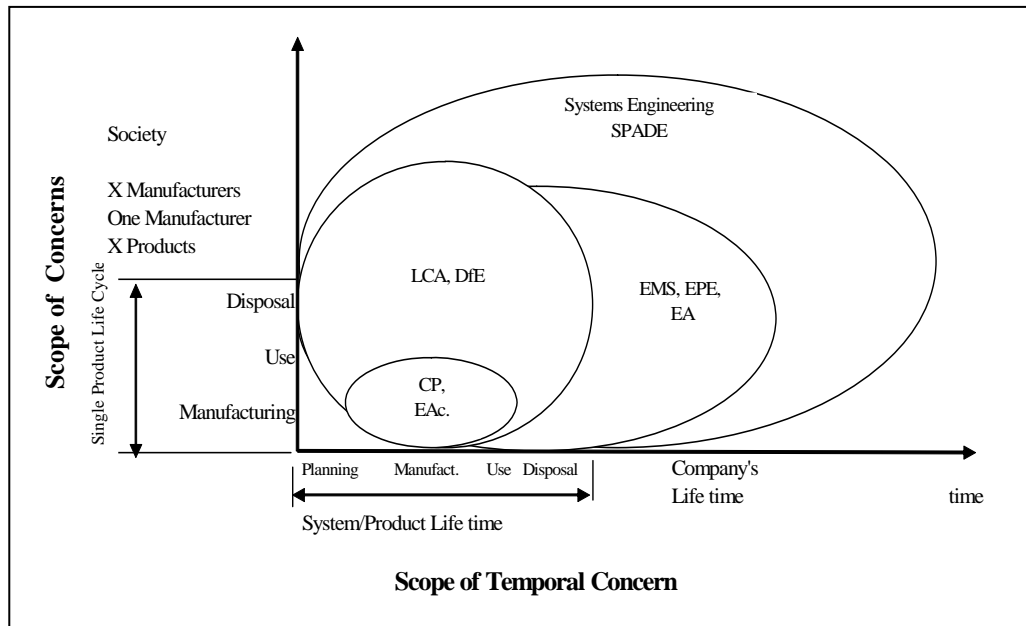 Systems Engineering
SPADE
Society
X Manufacturers
One Manufacturer
X Products
Scope of Concerns
Single Product Life Cycle
LCA, DfE
Disposal
EMS, EPE,
EA
Use
CP,
EAc.
Manufacturing
Planning Manufact. Use Disposal
Company's
Life time
time
System/Product Life time
Scope of Temporal Concern